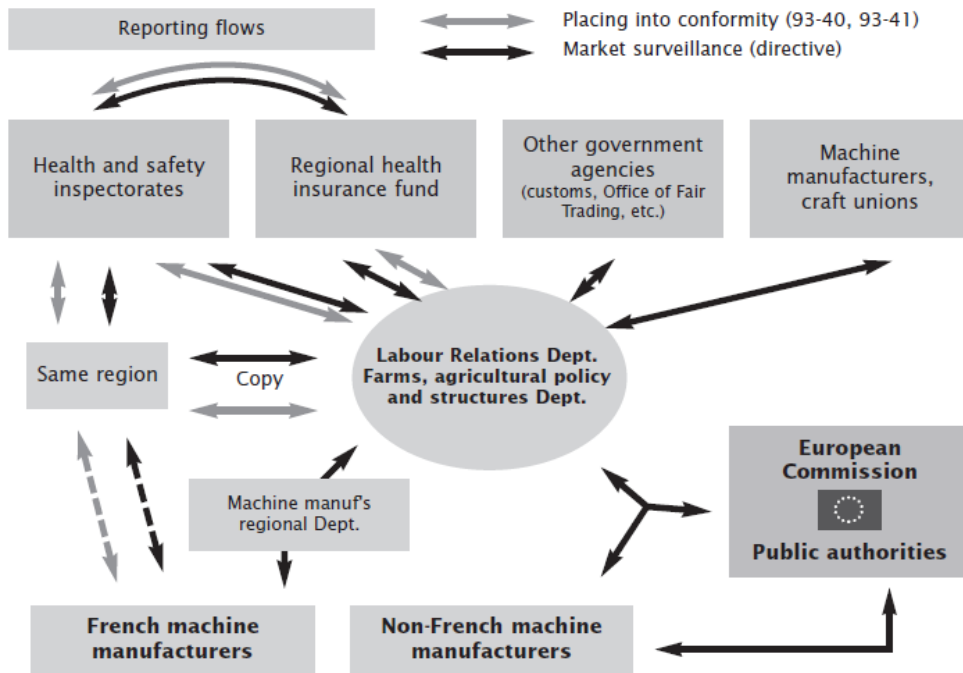 Reporting flows
Placing into conformity (93-40, 93-41)
Market surveillance (directive)
Health and safety
inspectorates
Regional health
insurance fund
Other government
agencies
(customs, Office of Fair
Trading, etc.)
Machine
manufacturers,
craft unions
Same region
Copy
Labour Relations Dept.
Farms, agricultural policy
and structures Dept.
Machine manuf's
regional Dept.
European
Commission
Public authorities
French machine
manufacturers
Non-French machine
manufacturers